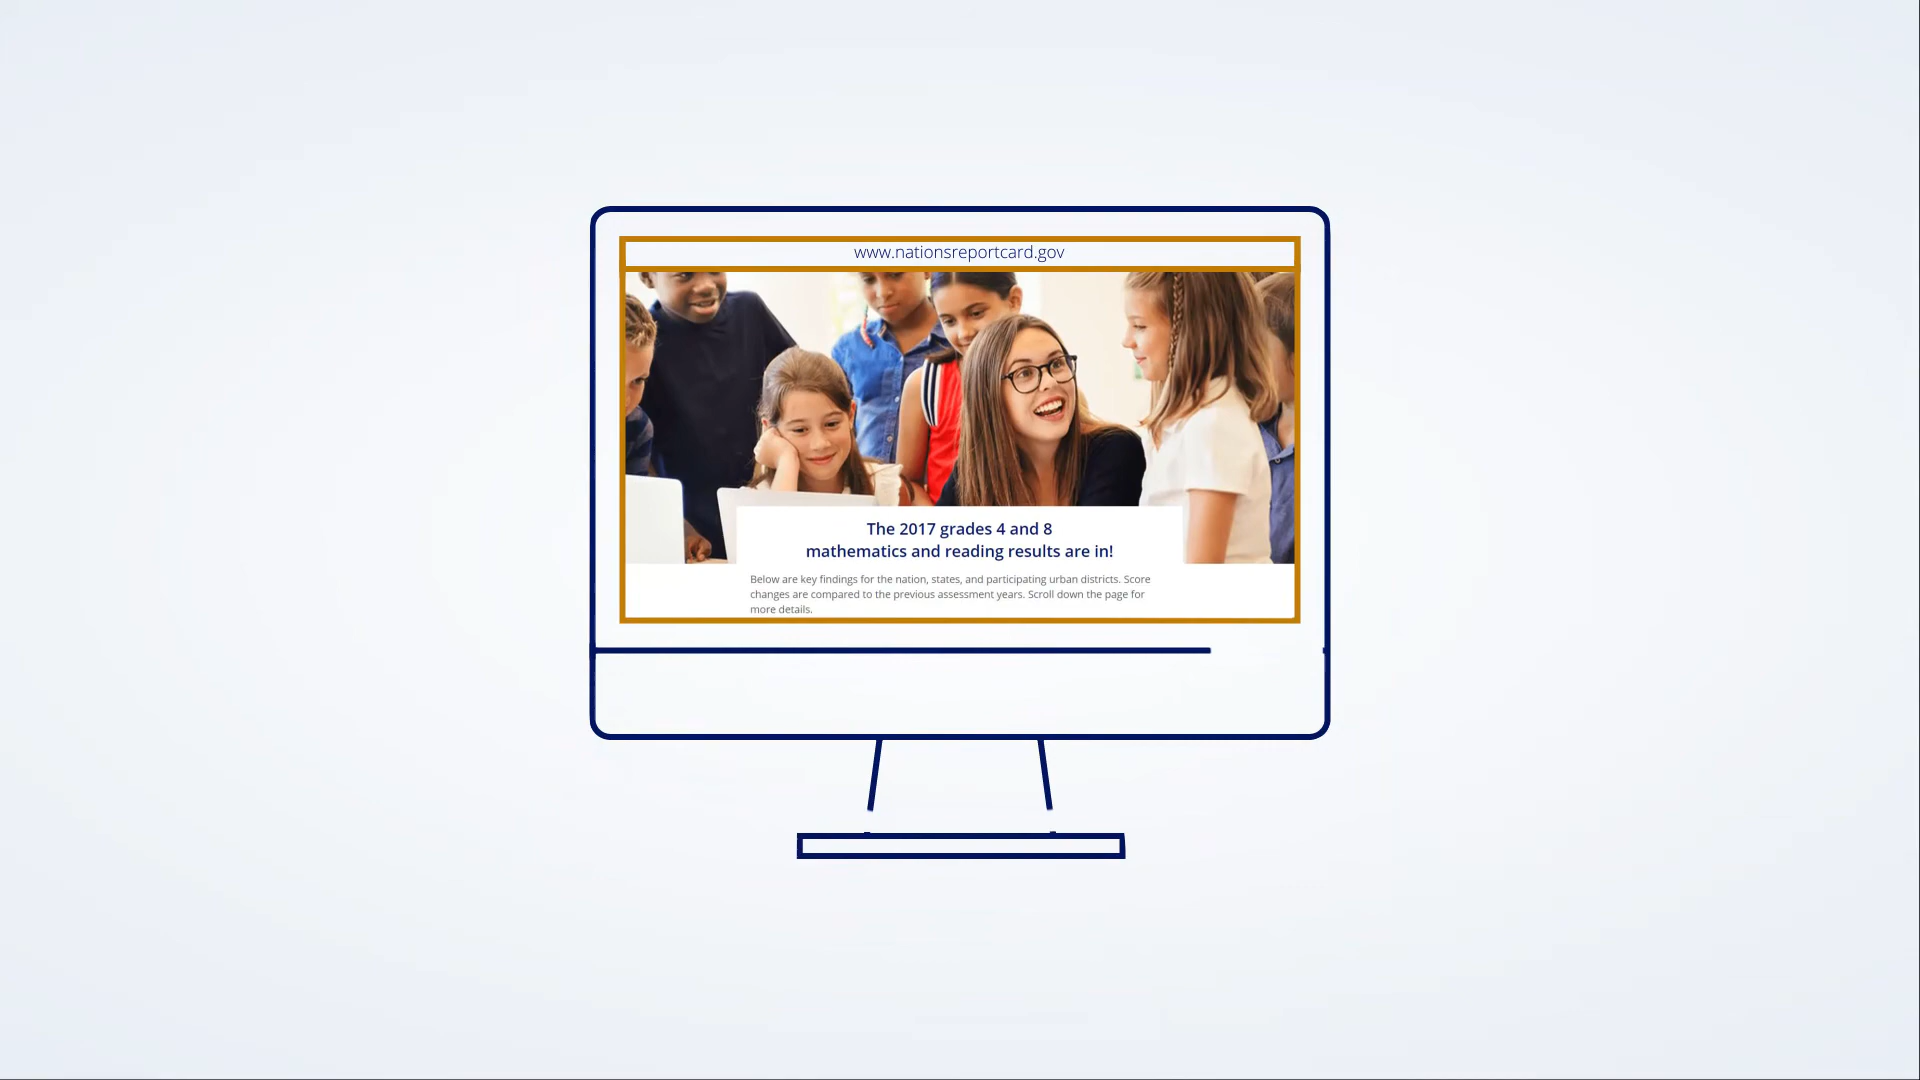 www.nationsreportcard.gov
The 2017 grades 4 and 8
mathematics and reading results are in!
Below are key findings for the nation, states, and participating urban districts. Score
changes are compared to the previous assessment years. Scroll down the page for
more details.